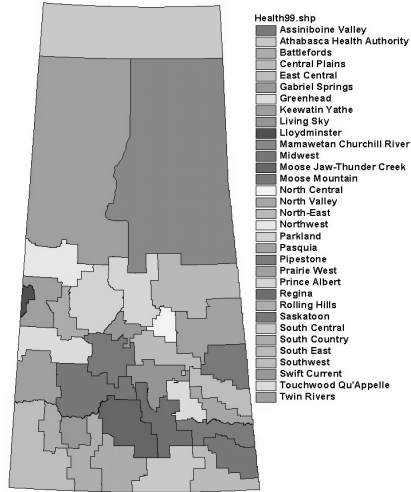 Health99.shp
Assiniboine Valley
Athabasca Health Authority
Battlefords
Central Plains
East Central
Gabriel Springs
Greenhead
Keewatin Yathe
Living Sky
Lloydminster
Mamawetan Churchill River
Midwest
Moose Jaw-Thunder Creek
Moose Mountain
North Central
North Valley
North-East
Northwest
Parkland
Pasquia
Pipestone
Prairie West
Prince Albert
Regina
Rolling Hills
Saskatoon
South Central
South Country
South East
Southwest
Swift Current
Touchwood Qu'Appelle
Twin Rivers